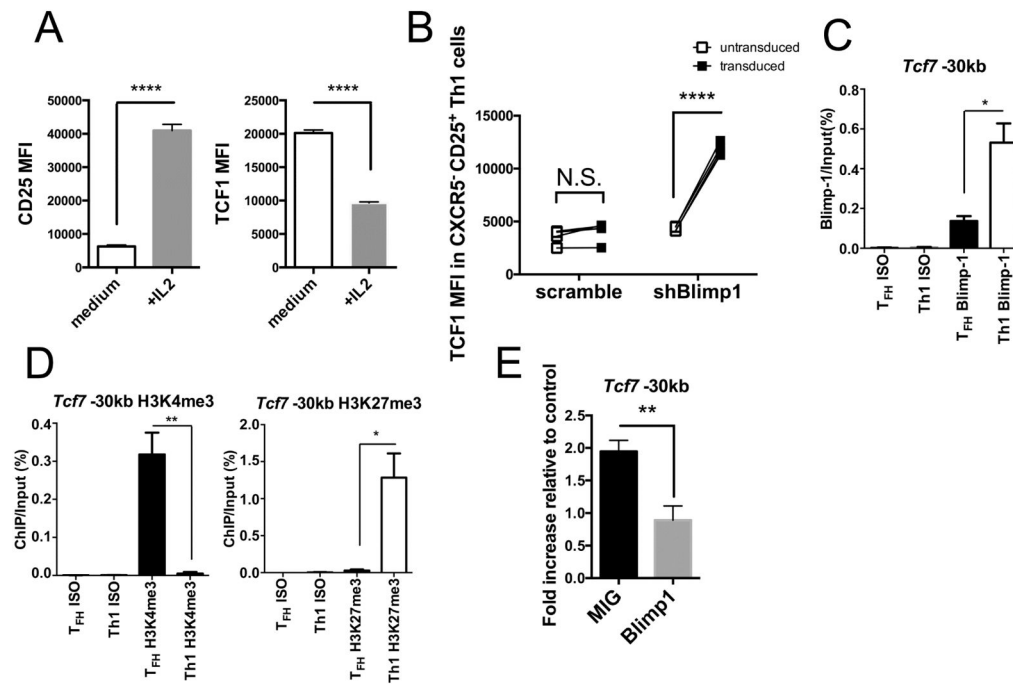 A
****
50000
40000
30000
20000
10000
0
CD25 MFI
medium
+IL2
****
25000
20000
15000
10000
5000
0
TCF1 MFI
medium
+IL2
B
untransduced
transduced
TCF1 MFI in CXCR5- CD25+ Th1 cells
15000
10000
5000
0
N.S.
****
scramble
shBlimp1
C
Tcf7 -30kb
*
Blimp-1/Input(%)
0.8
0.6
0.4
0.2
0.0
TFH ISO
Th1 ISO
TFH Blimp-1
Th1 Blimp-1
D
Tcf7 -30kb H3K4me3
**
ChIP/Input (%)
0.4
0.3
0.2
0.1
0.0
TFH ISO
Th1 ISO
TFH H3K4me3
Th1 H3K4me3
Tcf7 -30kb H3K27me3
*
ChIP/Input (%)
2.0
1.5
1.0
0.5
0.0
TFH ISO
Th1 ISO
TFH H3K27me3
Th1 H3K27me3
E
Tcf7 -30kb
**
Fold increase relative to control
2.5
2.0
1.5
1.0
0.5
0.0
MIG
Blimp1